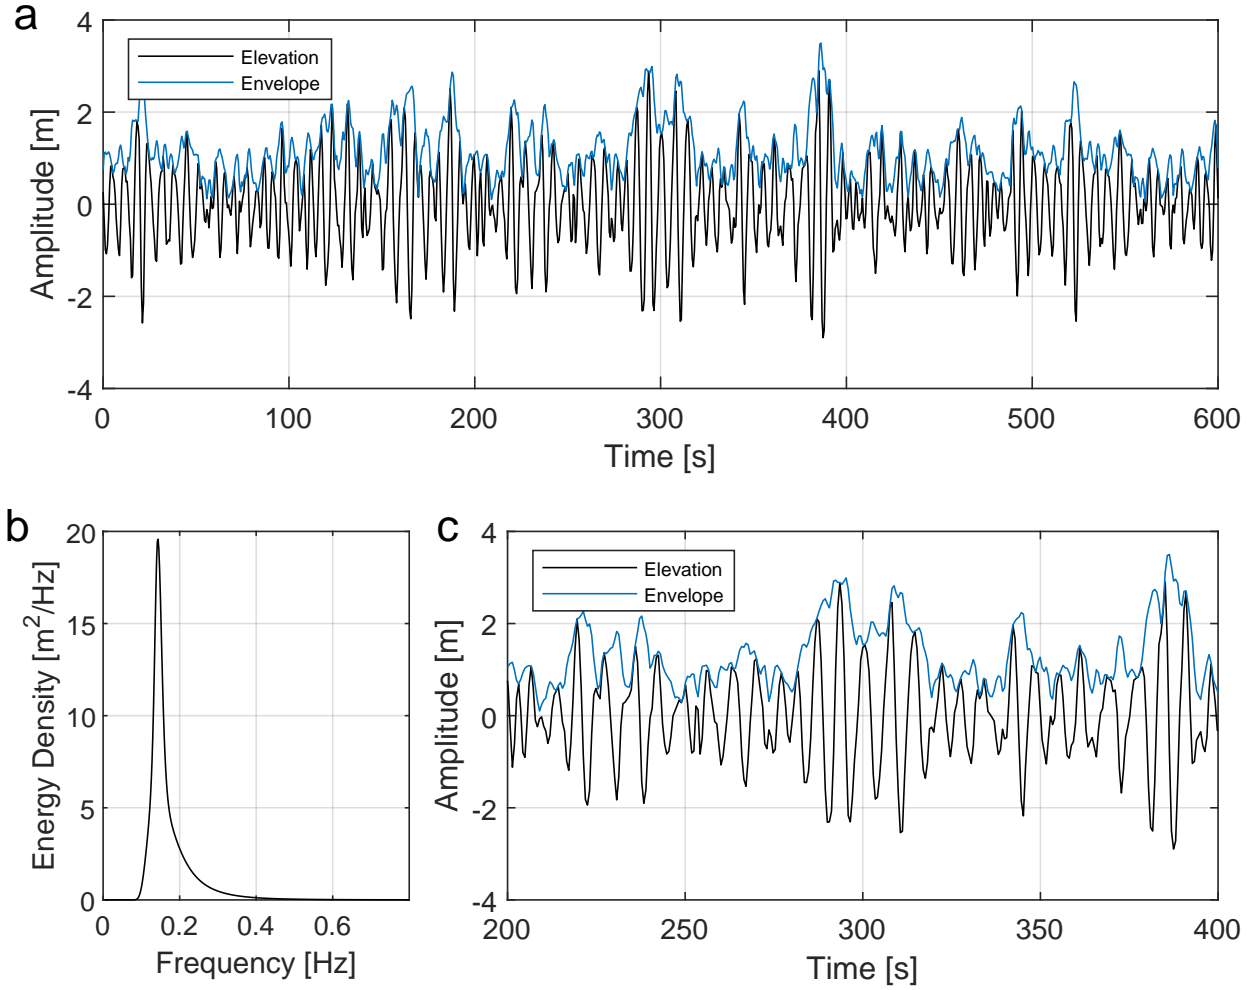 a
4
2
0
-2
-4
Amplitude [m]
Elevation
Envelope
0 100 200 300 400 500 600
Time [s]
b
20
15
10
5
0
Energy Density [m²/Hz]
0 0.2 0.4 0.6
Frequency [Hz]
c
4
2
0
-2
-4
Amplitude [m]
Elevation
Envelope
200 250 300 350 400
Time [s]